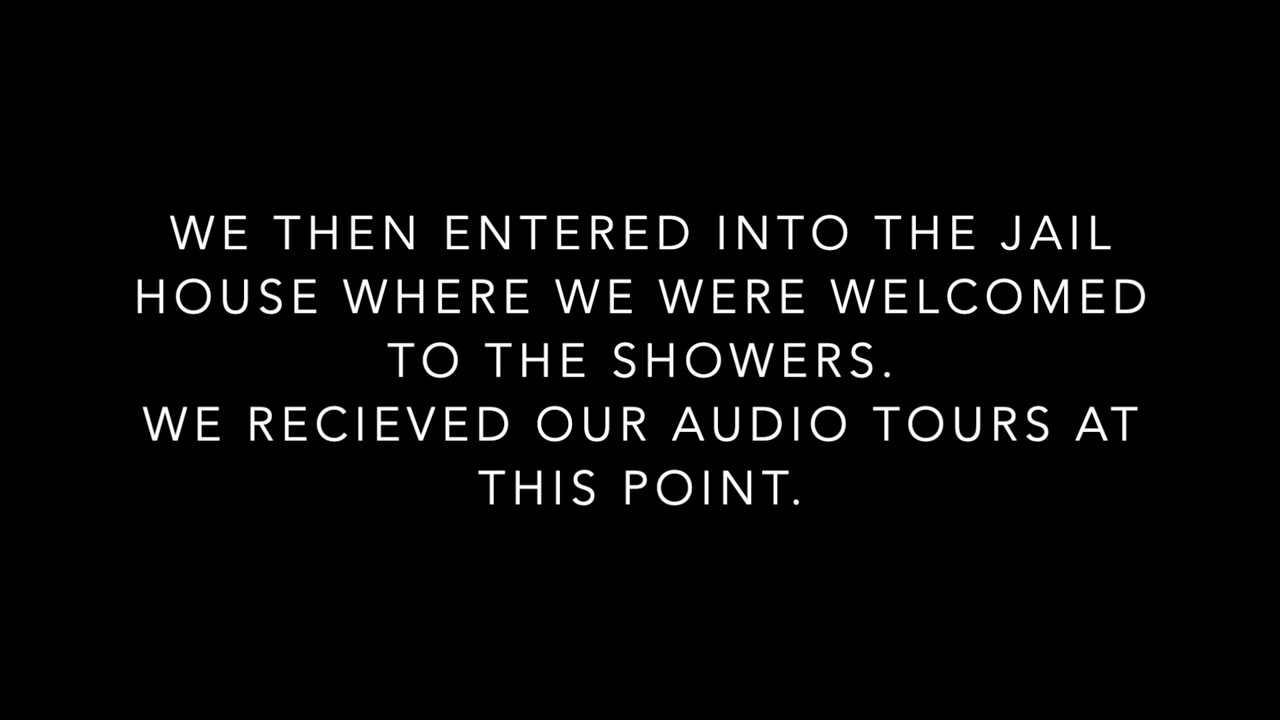 WE THEN ENTERED INTO THE JAIL
HOUSE WHERE WE WERE WELCOMED
TO THE SHOWERS.
WE RECIEVED OUR AUDIO TOURS AT
THIS POINT.